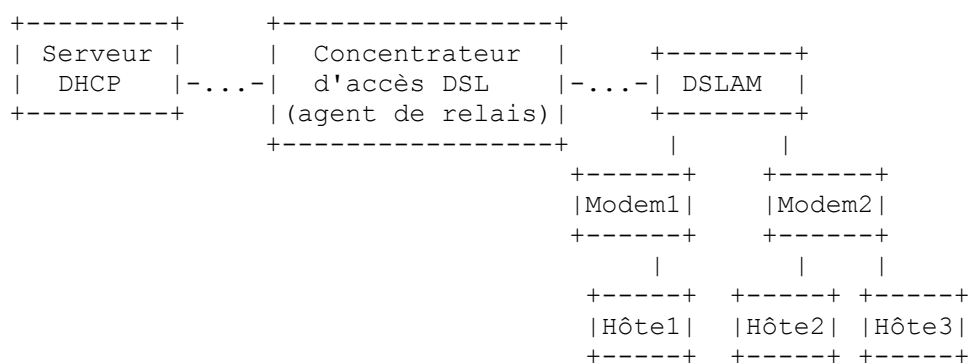 +---------+     +-----------------+
| Serveur |     |  Concentrateur  |     +--------+
|  DHCP   |-...-|  d'accès DSL    |-...-| DSLAM  |
+---------+     |(agent de relais)|     +--------+
                +-----------------+      |      |
                                   +------+    +------+
                                   |Modem1|    |Modem2|
                                   +------+    +------+
                                        |        |    |
                                    +-----+  +-----+ +-----+
                                    |Hôte1|  |Hôte2| |Hôte3|
                                    +-----+  +-----+ +-----+